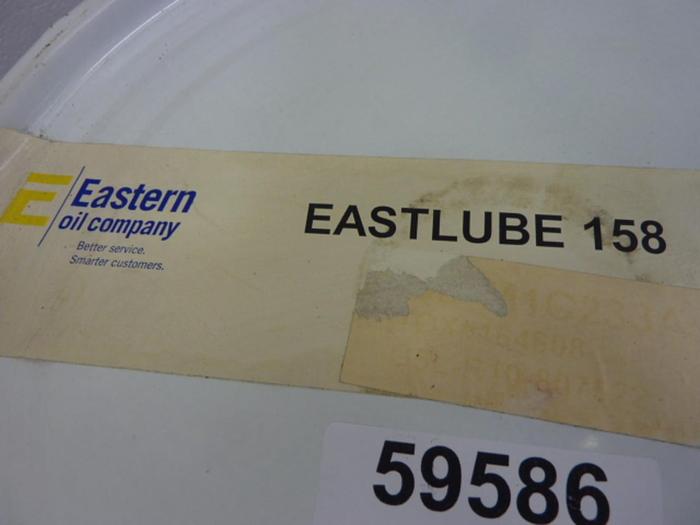 E
Eastern
oil company
Better service.
Smarter customers.
EASTLUBE 158
59586